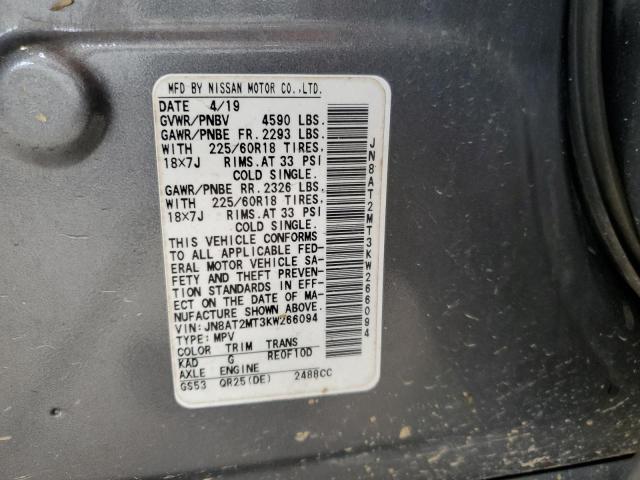 MFD BY NISSAN MOTOR CO.,LTD.
DATE 4/19
GVWR/PNBV 4590 LBS.
GAWR/PNBE FR. 2293 LBS.
WITH 225/60R18 TIRES.
18X7J RIMS. AT 33 PSI
COLD SINGLE.
GAWR/PNBE RR. 2326 LBS.
WITH 225/60R18 TIRES.
18X7J RIMS. AT 33 PSI
COLD SINGLE.
THIS VEHICLE CONFORMS
TO ALL APPLICABLE FED-
ERAL MOTOR VEHICLE SA-
FETY AND THEFT PREVEN-
TION STANDARDS IN EFF-
ECT ON THE DATE OF MA-
NUFACTURE SHOWN ABOVE.
VIN: JN8AT2MT3KW266094
TYPE: MPV
COLOR TRIM TRANS
KAD G RE0F10D
AXLE ENGINE
GS53 QR25(DE) 2488CC
JN8AT2MT3KW266094